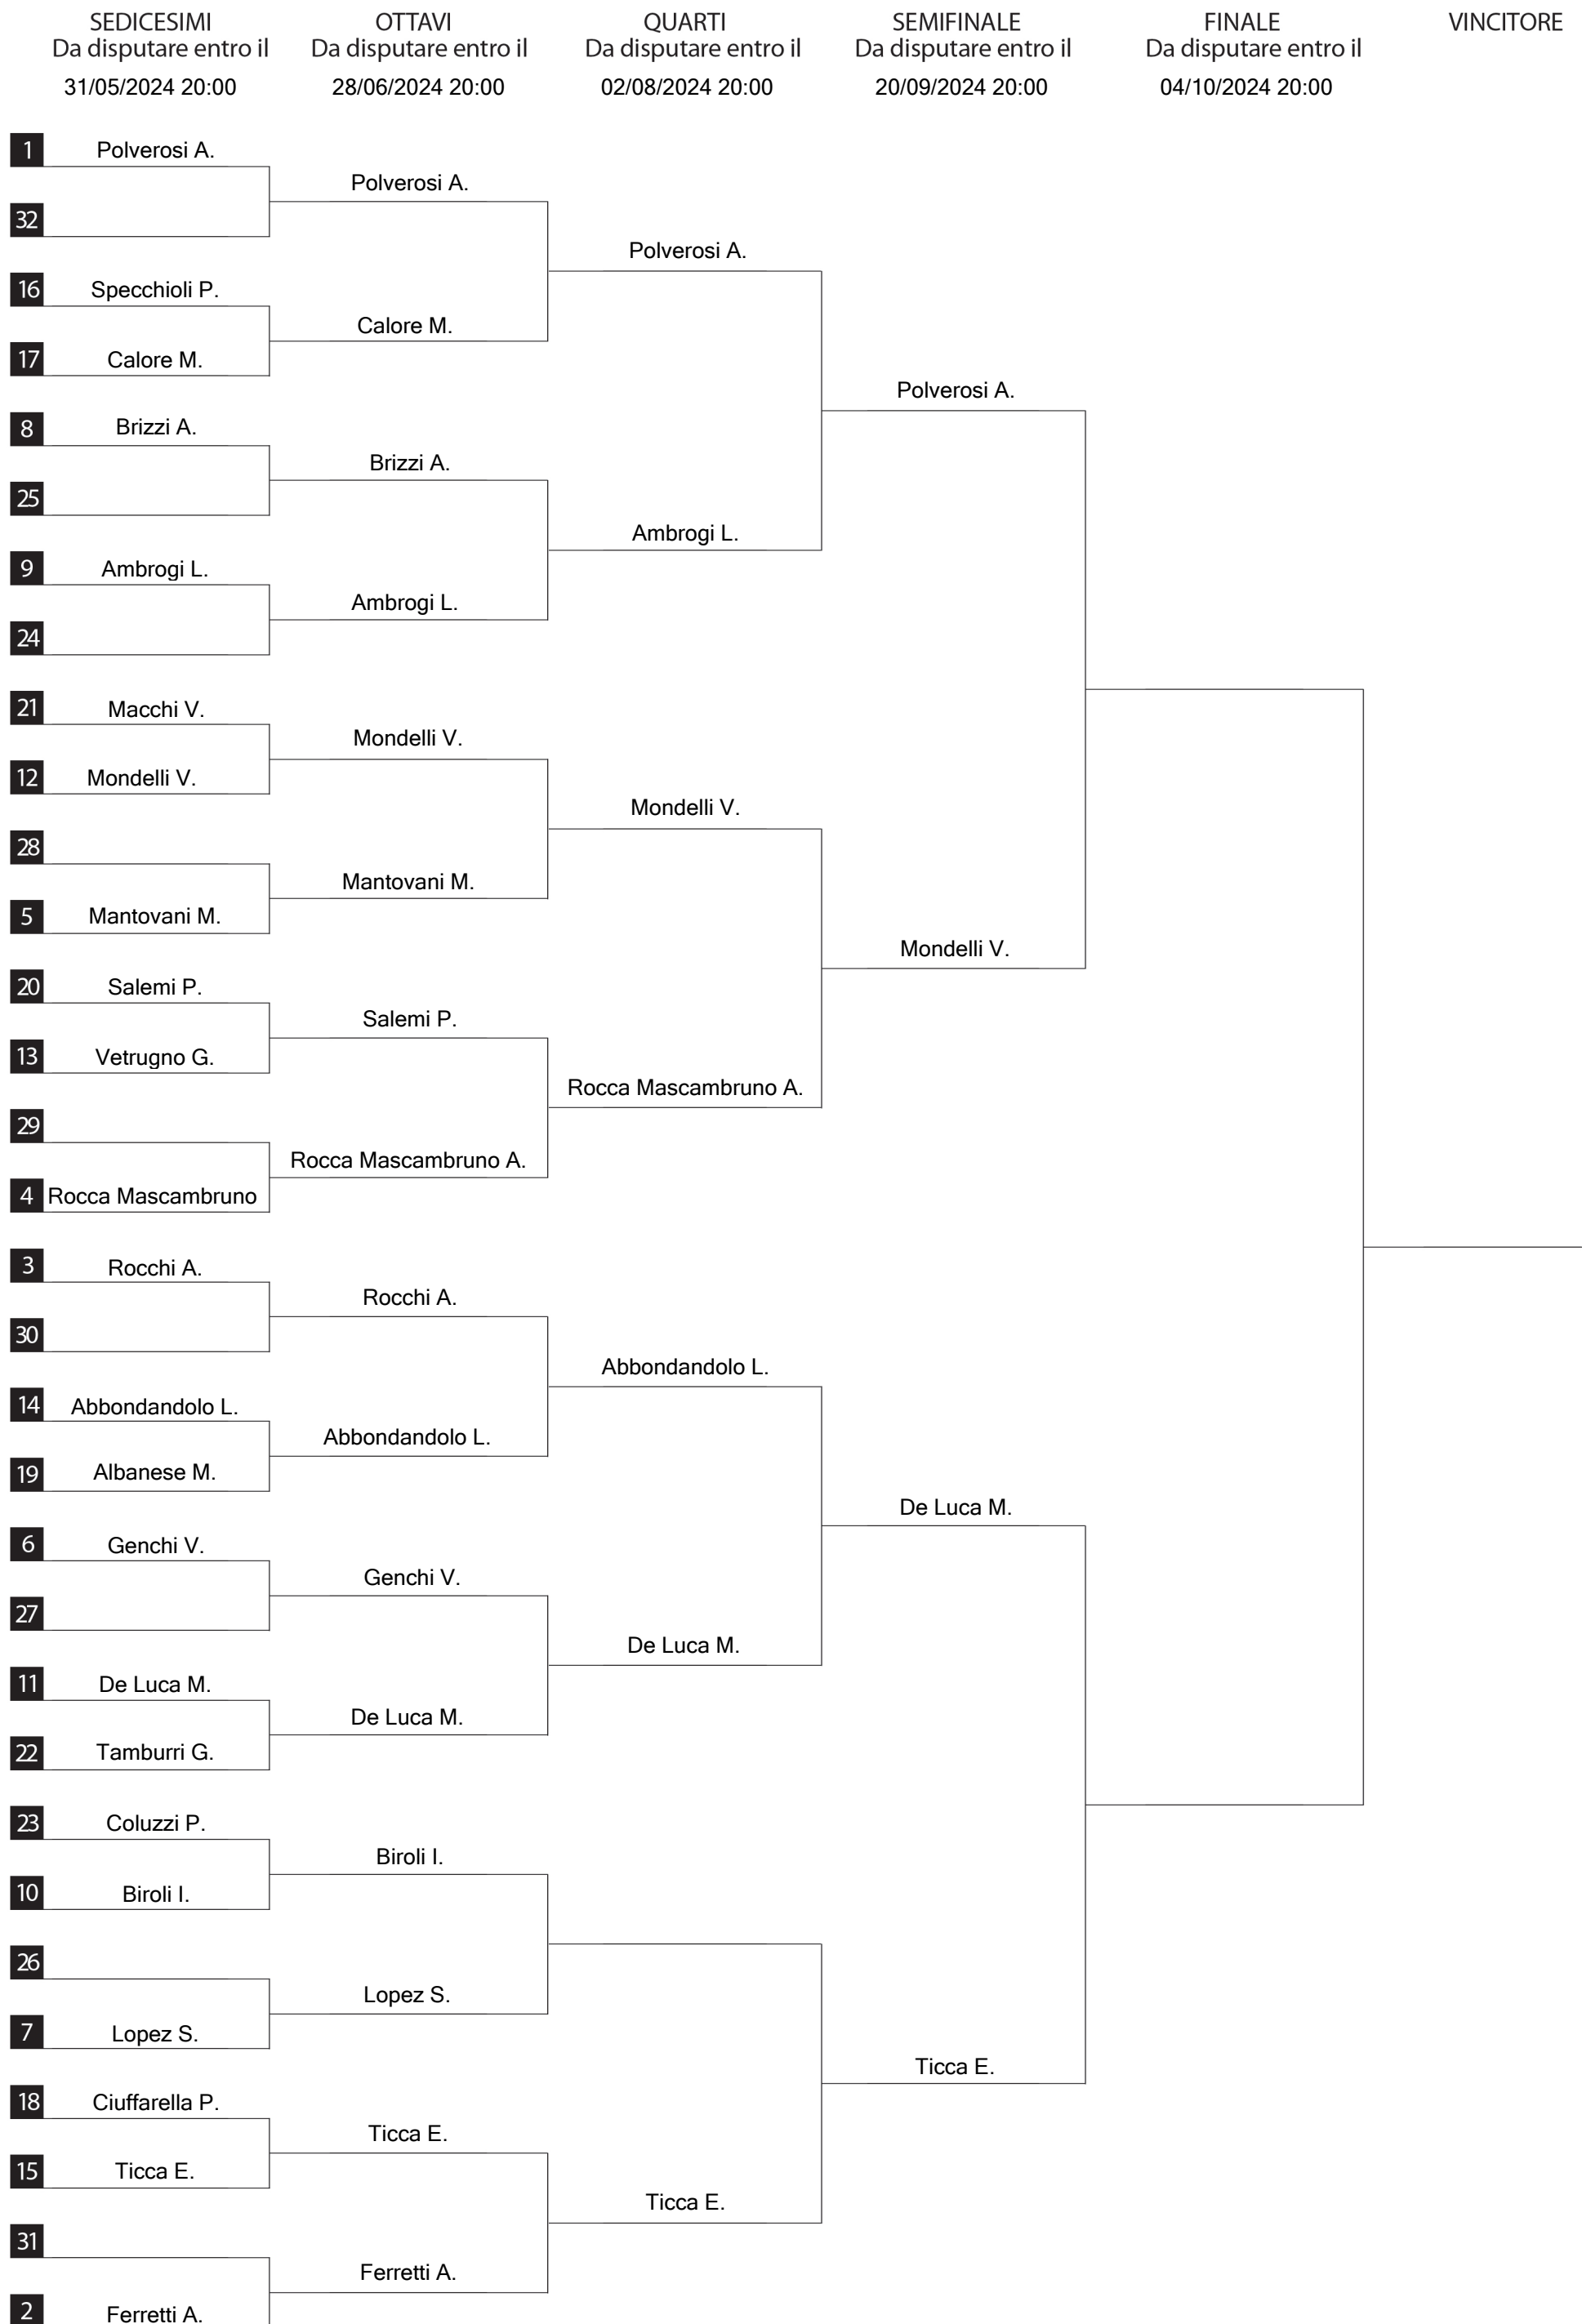 SEDICESIMI
Da disputare entro il
31/05/2024 20:00
OTTAVI
Da disputare entro il
28/06/2024 20:00
QUARTI
Da disputare entro il
02/08/2024 20:00
SEMIFINALE
Da disputare entro il
20/09/2024 20:00
FINALE
Da disputare entro il
04/10/2024 20:00
VINCITORE
1 Polverosi A.
32
16 Specchioli P.
17 Calore M.
8 Brizzi A.
25
9 Ambrogi L.
24
21 Macchi V.
12 Mondelli V.
28
5 Mantovani M.
20 Salemi P.
13 Vetrugno G.
29
4 Rocca Mascambruno
3 Rocchi A.
30
14 Abbondandolo L.
19 Albanese M.
6 Genchi V.
27
11 De Luca M.
22 Tamburri G.
23 Coluzzi P.
10 Biroli I.
26
7 Lopez S.
18 Ciuffarella P.
15 Ticca E.
31
2 Ferretti A.
Polverosi A.
Calore M.
Brizzi A.
Ambrogi L.
Mondelli V.
Mantovani M.
Salemi P.
Rocca Mascambruno A.
Rocchi A.
Abbondandolo L.
Genchi V.
De Luca M.
Biroli I.
Lopez S.
Ticca E.
Ferretti A.
Polverosi A.
Ambrogi L.
Mondelli V.
Rocca Mascambruno A.
Abbondandolo L.
De Luca M.
Ticca E.
Polverosi A.
Mondelli V.
De Luca M.
Ticca E.